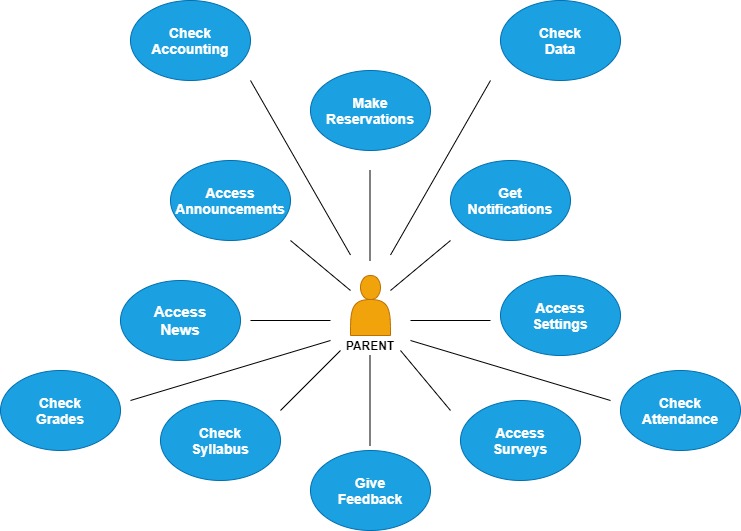 Check
Accounting
Check
Data
Make
Reservations
Access
Announcements
Get
Notifications
Access
News
Access
Settings
PARENT
Check
Grades
Check
Attendance
Check
Syllabus
Access
Surveys
Give
Feedback